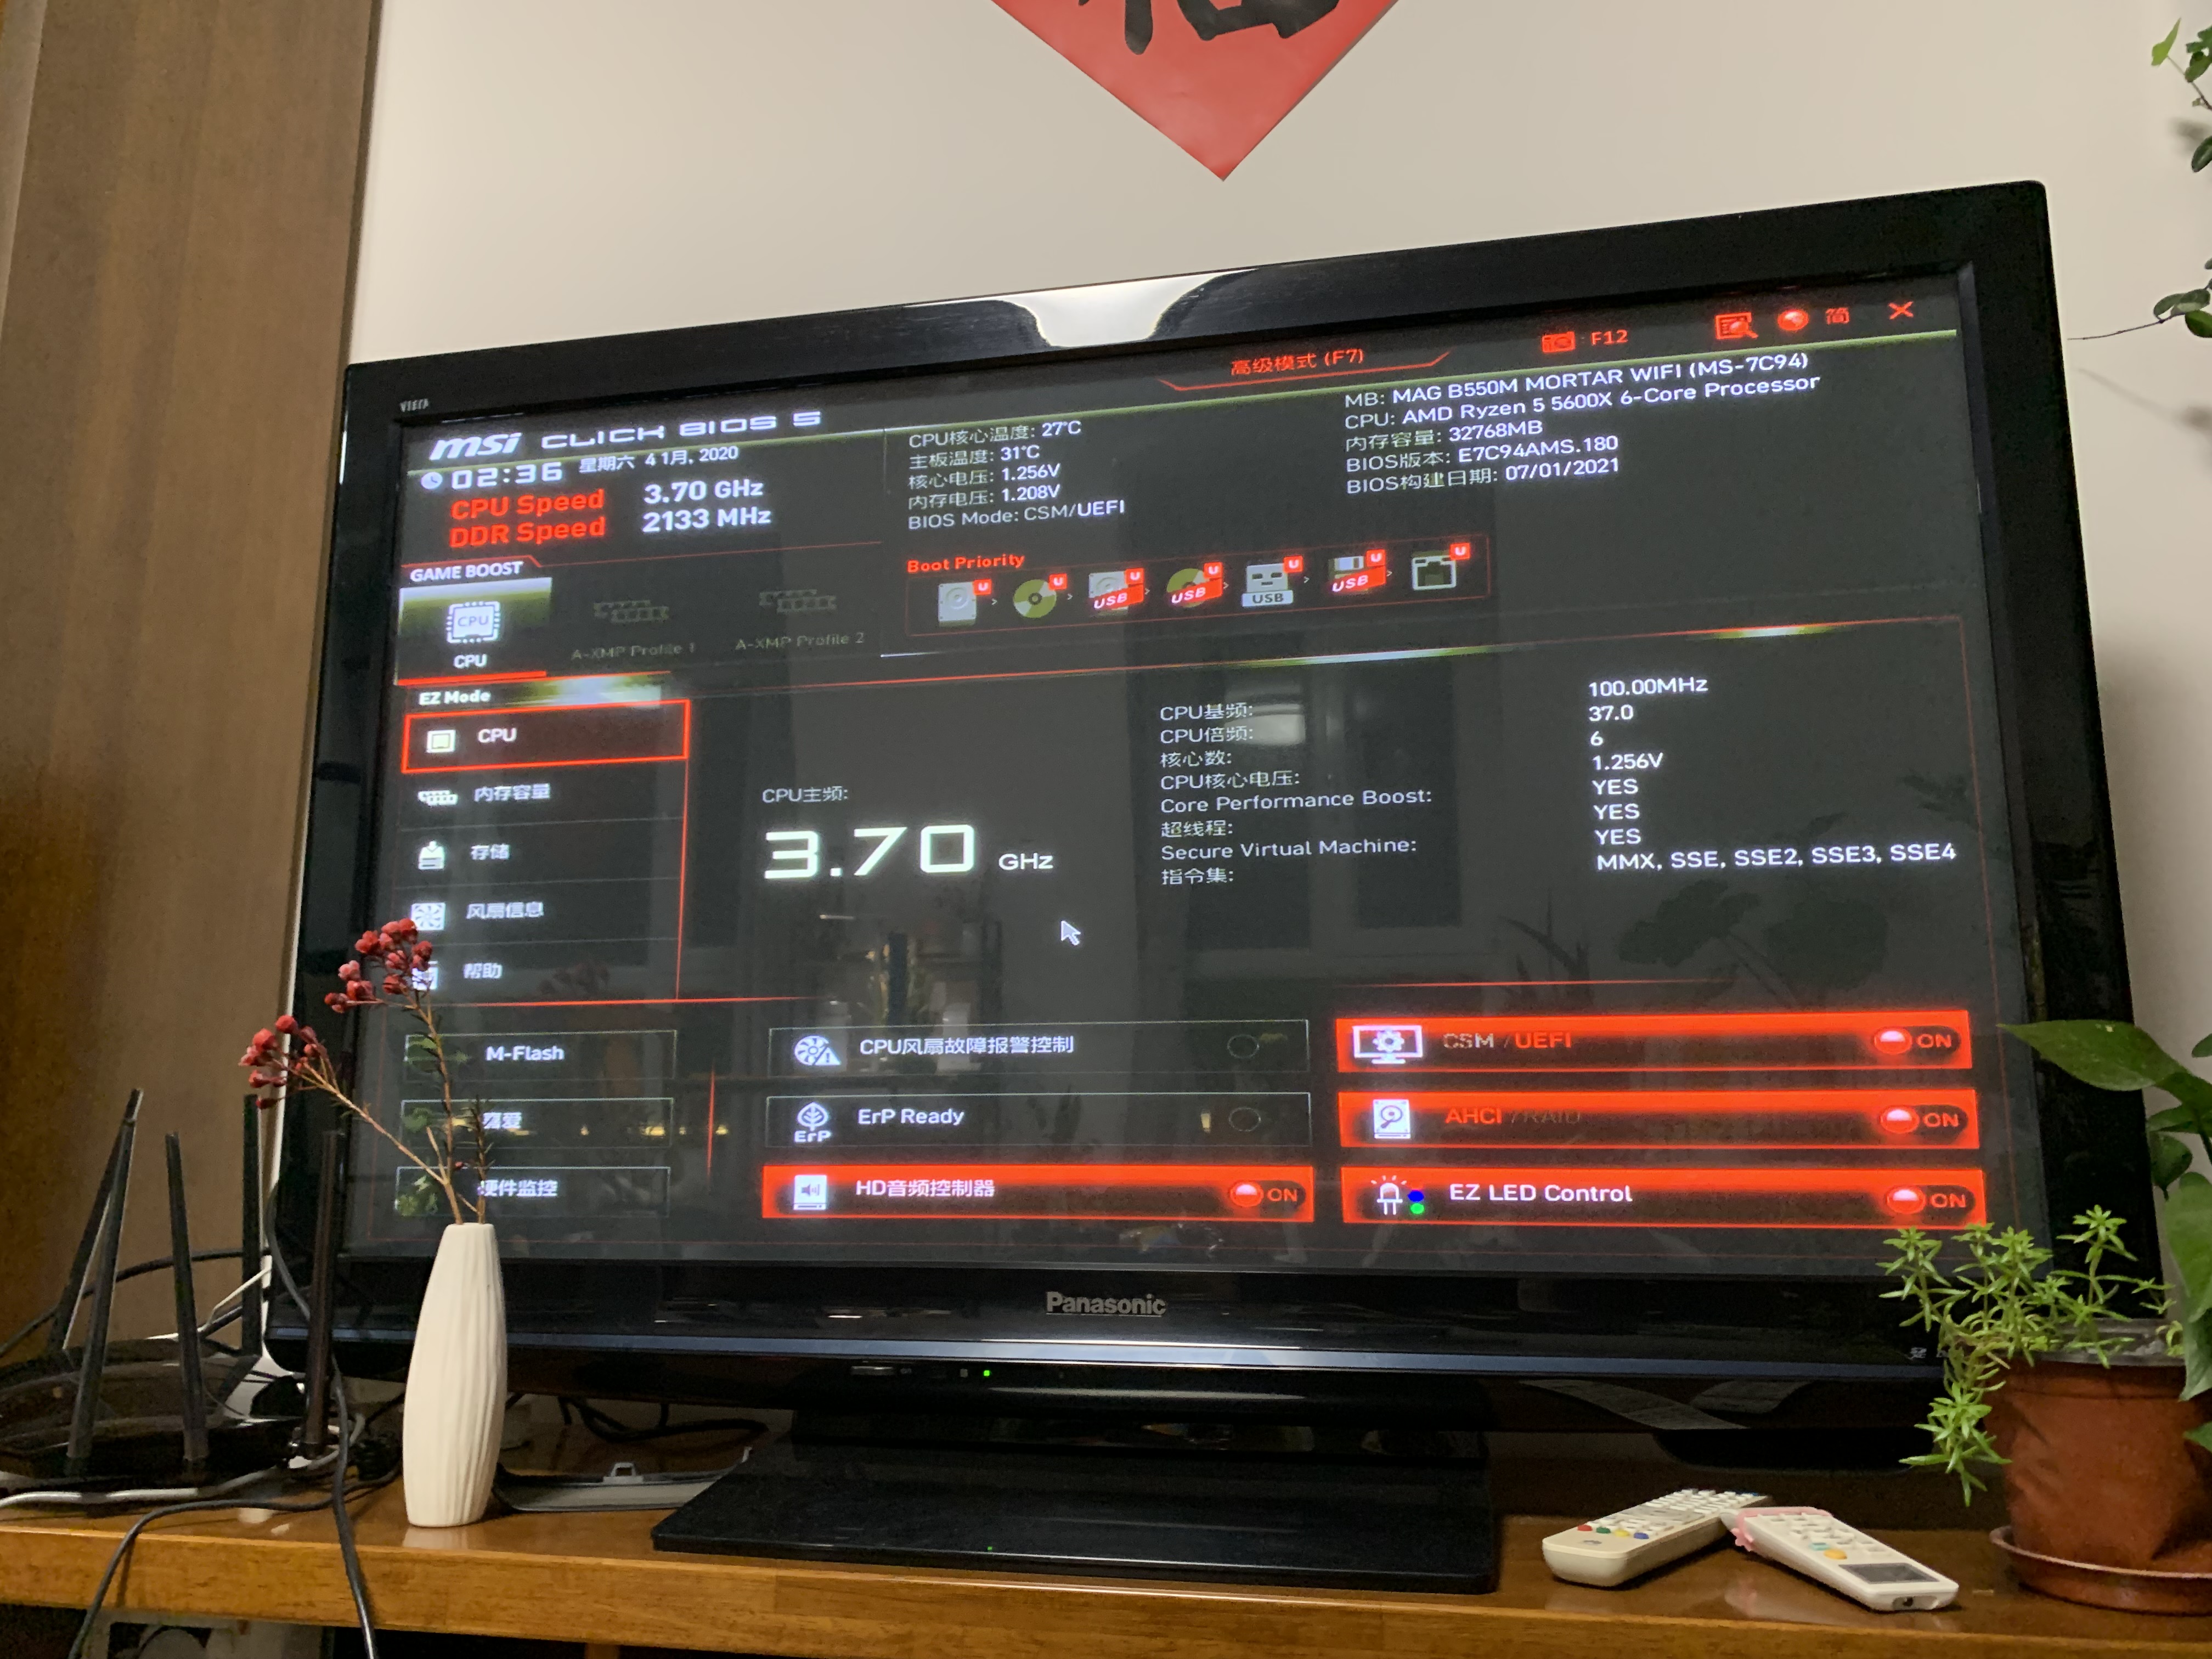 VIERA
高级模式 (F7)
F12
简
X
msi CLICK BIOS 5
02:36 星期六 4 1月, 2020
CPU Speed 3.70 GHz
DDR Speed 2133 MHz
CPU核心温度: 27°C
主板温度: 31°C
核心电压: 1.256V
内存电压: 1.208V
BIOS Mode: CSM/UEFI
MB: MAG B550M MORTAR WIFI (MS-7C94)
CPU: AMD Ryzen 5 5600X 6-Core Processor
内存容量: 32768MB
BIOS版本: E7C94AMS.180
BIOS构建日期: 07/01/2021
GAME BOOST
CPU
CPU
A-XMP Profile 1
A-XMP Profile 2
Boot Priority
U U U U U U U
USB USB USB USB
EZ Mode
CPU
内存容量
存储
风扇信息
帮助
CPU主频:
3.70 GHz
CPU基频: 100.00MHz
CPU倍频: 37.0
核心数: 6
CPU核心电压: 1.256V
Core Performance Boost: YES
超线程: YES
Secure Virtual Machine: YES
指令集: MMX, SSE, SSE2, SSE3, SSE4
M-Flash
硬件监控
CPU风扇故障报警控制
ErP
ErP Ready
HD音频控制器 ON
CSM /UEFI ON
AHCI /RAID ON
EZ LED Control ON
Panasonic